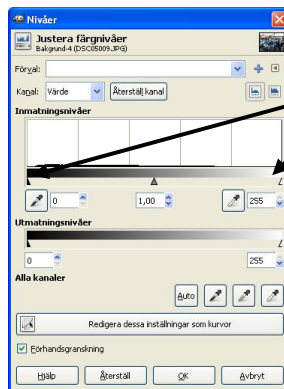 Nivåer
Justera färgnivåer
Bakgrund-4 (DSC05009.JPG)
Förval:
Kanal: Värde Återställ kanal
Inmatningsnivåer
0 1,00 255
Utmatningsnivåer
0 255
Alla kanaler
Auto
Redigera dessa inställningar som kurvor
Förhandsgranskning
Hjälp Återställ OK Avbryt